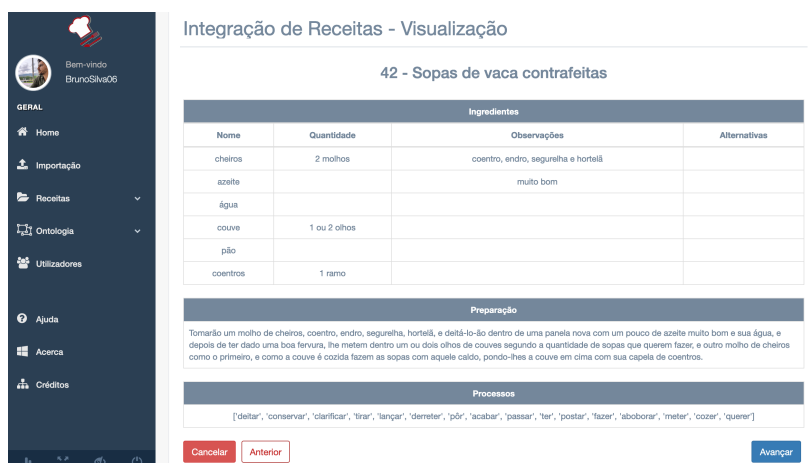 Bem-vindo
BrunoSilva06
GERAL
Home
Importação
Receitas
Ontologia
Utilizadores
Ajuda
Acerca
Créditos
Integração de Receitas - Visualização
42 - Sopas de vaca contrafeitas
Ingredientes
Nome Quantidade Observações Alternativas
cheiros 2 molhos coentro, endro, segurelha e hortelã
azeite muito bom
água
couve 1 ou 2 olhos
pão
coentros 1 ramo
Preparação
Tomarão um molho de cheiros, coentro, endro, segurelha, hortelã, e deitá-lo-ão dentro de uma panela nova com um pouco de azeite muito bom e sua água, e
depois de ter dado uma boa fervura, lhe metem dentro um ou dois olhos de couves segundo a quantidade de sopas que querem fazer, e outro molho de cheiros
como o primeiro, e como a couve é cozida fazem as sopas com aquele caldo, pondo-lhes a couve em cima com sua capela de coentros.
Processos
['deitar', 'conservar', 'clarificar', 'tirar', 'lançar', 'derreter', 'pôr', 'acabar', 'passar', 'ter', 'postar', 'fazer', 'aboborar', 'meter', 'cozer', 'querer']
Cancelar Anterior Avançar